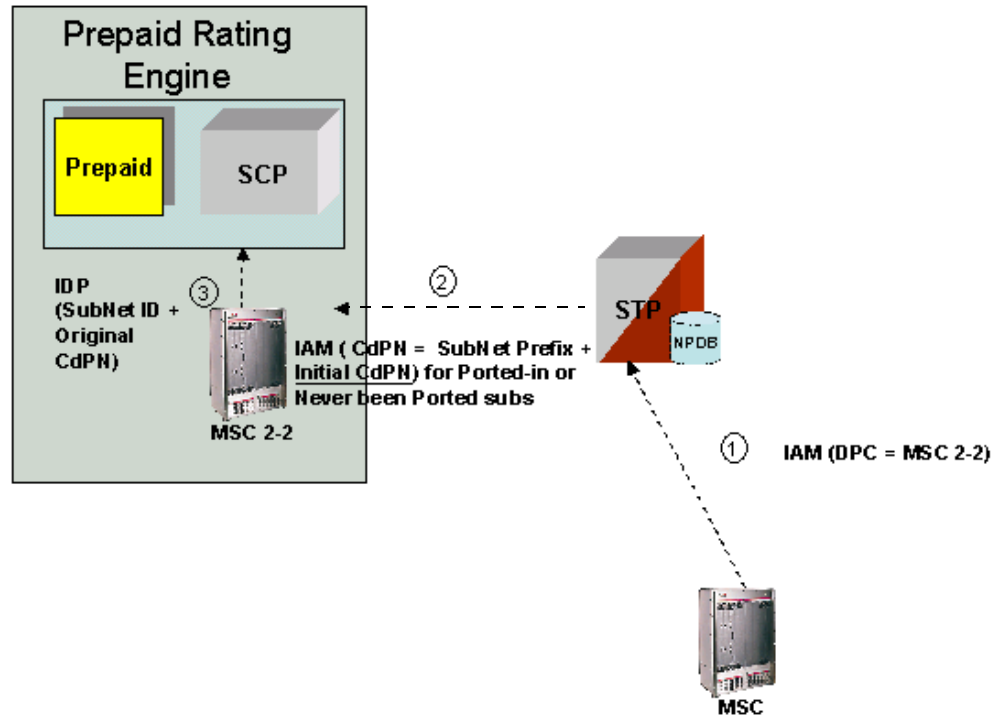 Prepaid Rating
Engine
Prepaid
SCP
IDP
(SubNet ID +
Original
CdPN)
3
MSC 2-2
2
IAM ( CdPN = SubNet Prefix +
Initial CdPN) for Ported-in or
Never been Ported subs
STP
NPDB
1
IAM (DPC = MSC 2-2)
MSC